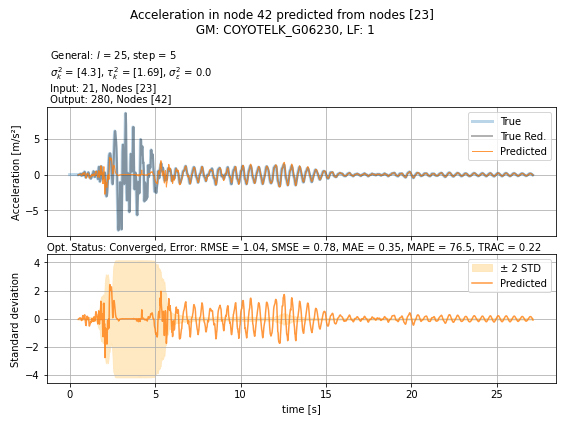 Acceleration in node 42 predicted from nodes [23]
GM: COYOTELK_G06230, LF: 1
General: l = 25, step = 5
σ²ₖ = [4.3], τ²ₖ = [1.69], σ²ε = 0.0
Input: 21, Nodes [23]
Output: 280, Nodes [42]
Acceleration [m/s²]
5
0
−5
True
True Red.
Predicted
Opt. Status: Converged, Error: RMSE = 1.04, SMSE = 0.78, MAE = 0.35, MAPE = 76.5, TRAC = 0.22
Standard deviation
4
2
0
−2
−4
± 2 STD
Predicted
0 5 10 15 20 25
time [s]